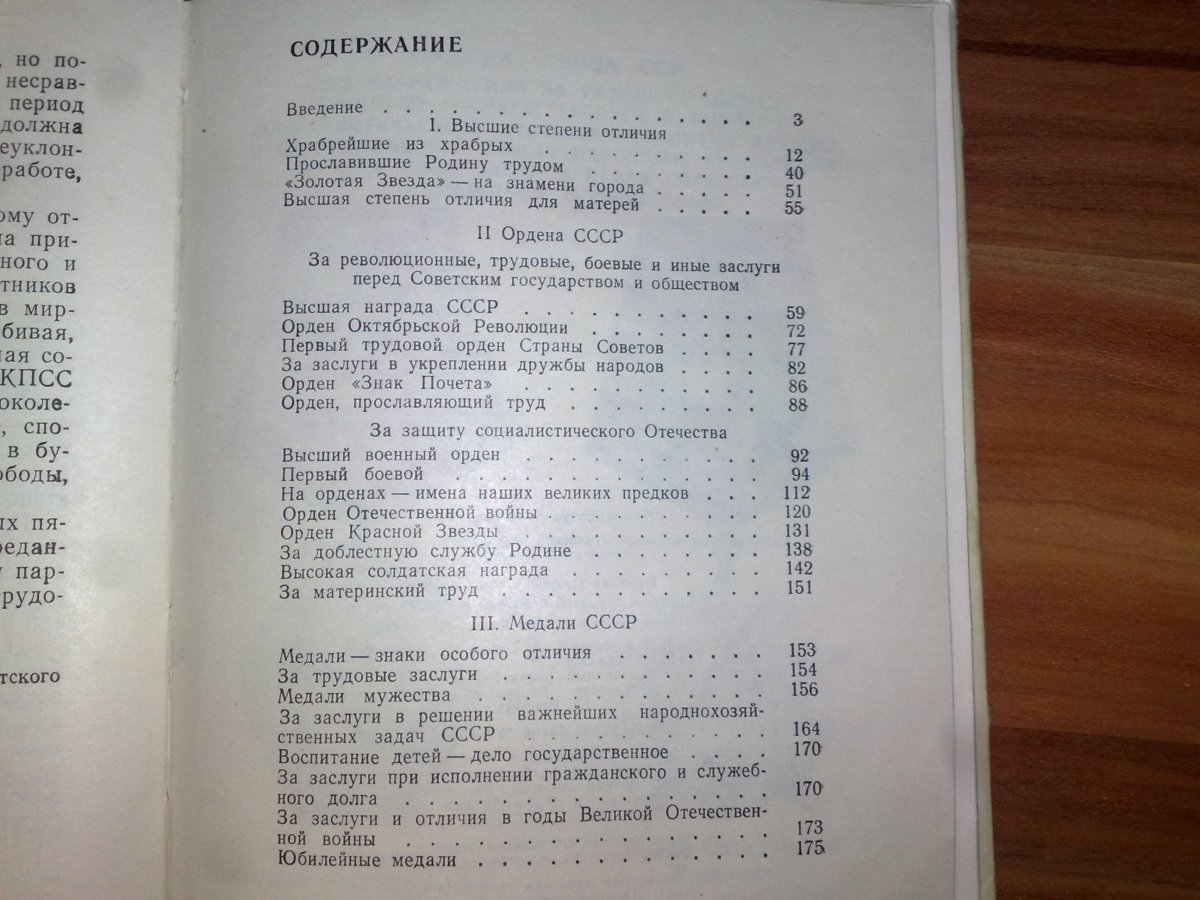 , но по-
несрав-
период
должна
еуклон-
работе,
ому от-
на при-
ного и
тников
в мир-
бивая,
ная со-
КПСС
околе-
, спо-
в бу-
ободы,
ых пя-
редан-
у пар-
трудо-
тского
СОДЕРЖАНИЕ
Введение . . . . . . . . . . . . . . . . 3
I. Высшие степени отличия
Храбрейшие из храбрых . . . . . . . . . 12
Прославившие Родину трудом . . . . . . . 40
«Золотая Звезда» — на знамени города . . . . . 51
Высшая степень отличия для матерей . . . . . 55
II Ордена СССР
За революционные, трудовые, боевые и иные заслуги
перед Советским государством и обществом
Высшая награда СССР . . . . . . . . . . 59
Орден Октябрьской Революции . . . . . . . 72
Первый трудовой орден Страны Советов . . . . 77
За заслуги в укреплении дружбы народов . . . . 82
Орден «Знак Почета» . . . . . . . . . . 86
Орден, прославляющий труд . . . . . . . . 88
За защиту социалистического Отечества
Высший военный орден . . . . . . . . . . 92
Первый боевой . . . . . . . . . . . . . 94
На орденах — имена наших великих предков . . . 112
Орден Отечественной войны . . . . . . . . . 120
Орден Красной Звезды . . . . . . . . . . 131
За доблестную службу Родине . . . . . . . 138
Высокая солдатская награда . . . . . . . . 142
За материнский труд . . . . . . . . . . . 151
III. Медали СССР
Медали — знаки особого отличия . . . . . . . 153
За трудовые заслуги . . . . . . . . . . . 154
Медали мужества . . . . . . . . . . . . 156
За заслуги в решении важнейших народнохозяй-
ственных задач СССР . . . . . . . . . . 164
Воспитание детей — дело государственное . . . . 170
За заслуги при исполнении гражданского и служеб-
ного долга . . . . . . . . . . . . . . 170
За заслуги и отличия в годы Великой Отечествен-
ной войны . . . . . . . . . . . . . . 173
Юбилейные медали . . . . . . . . . . . . 175